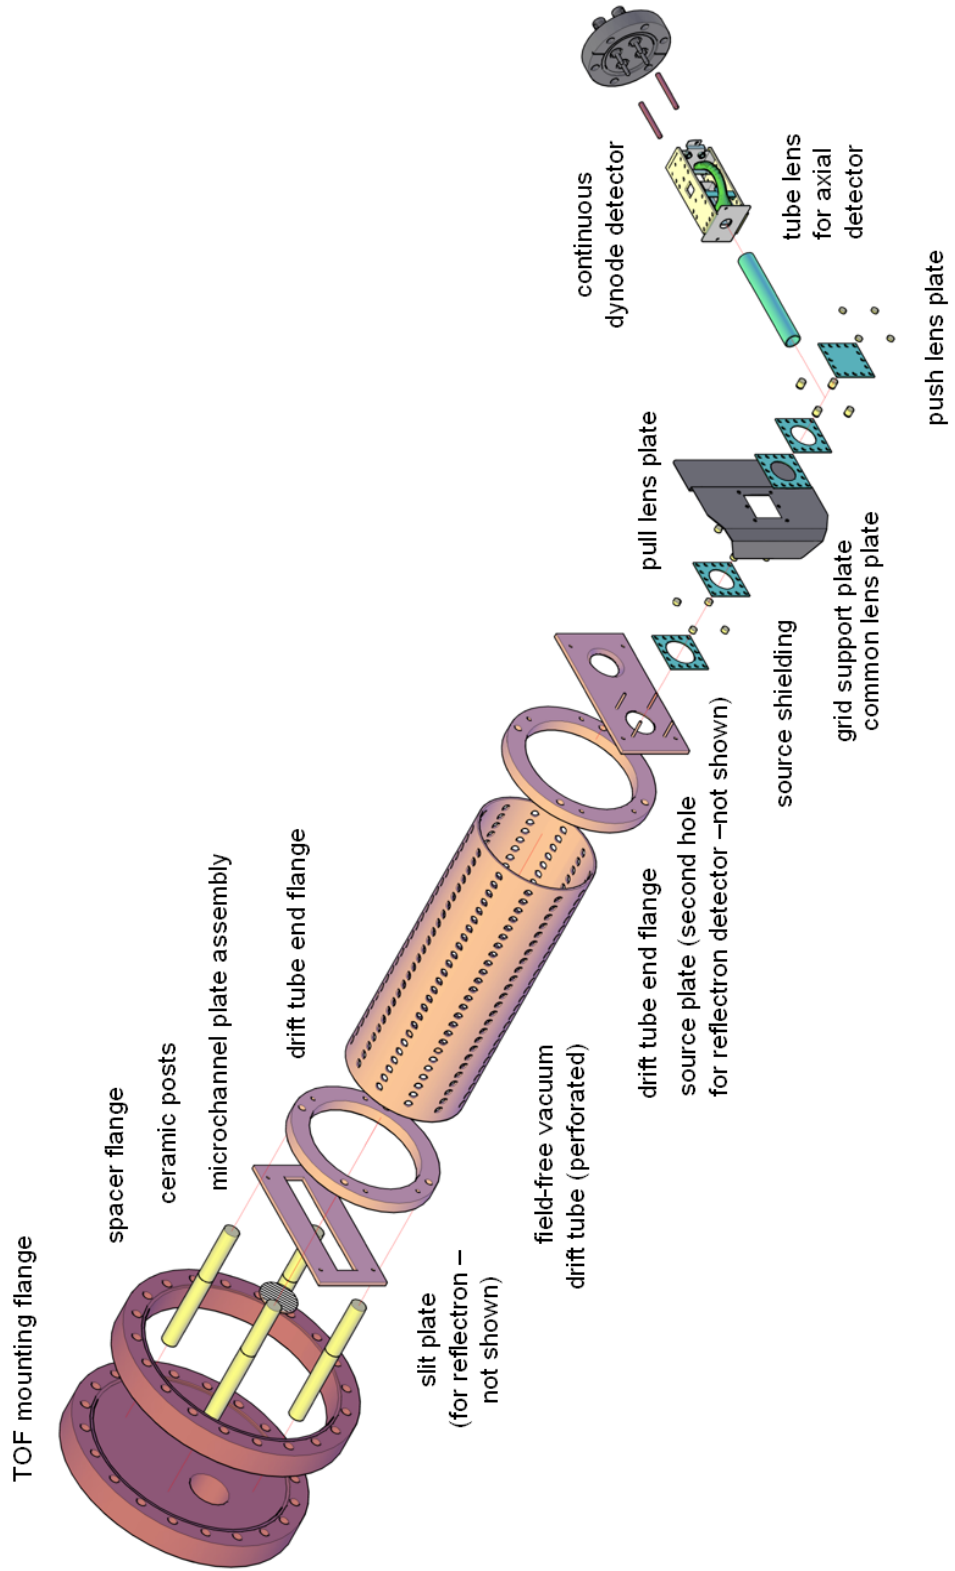 TOF mounting flange
spacer flange
ceramic posts
microchannel plate assembly
drift tube end flange
pull lens plate
continuous
dynode detector
slit plate
(for reflectron –
not shown)
field-free vacuum
drift tube (perforated)
drift tube end flange
source plate (second hole
for reflectron detector –not shown)
source shielding
grid support plate
common lens plate
push lens plate
tube lens
for axial
detector